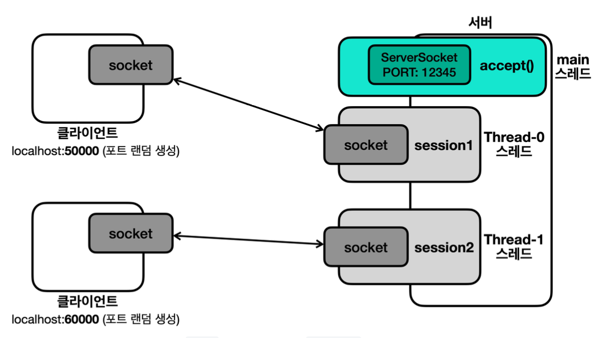 서버
socket
ServerSocket
PORT: 12345
accept()
main
스레드
클라이언트
localhost:50000 (포트 랜덤 생성)
socket
session1
Thread-0
스레드
socket
socket
session2
Thread-1
스레드
클라이언트
localhost:60000 (포트 랜덤 생성)